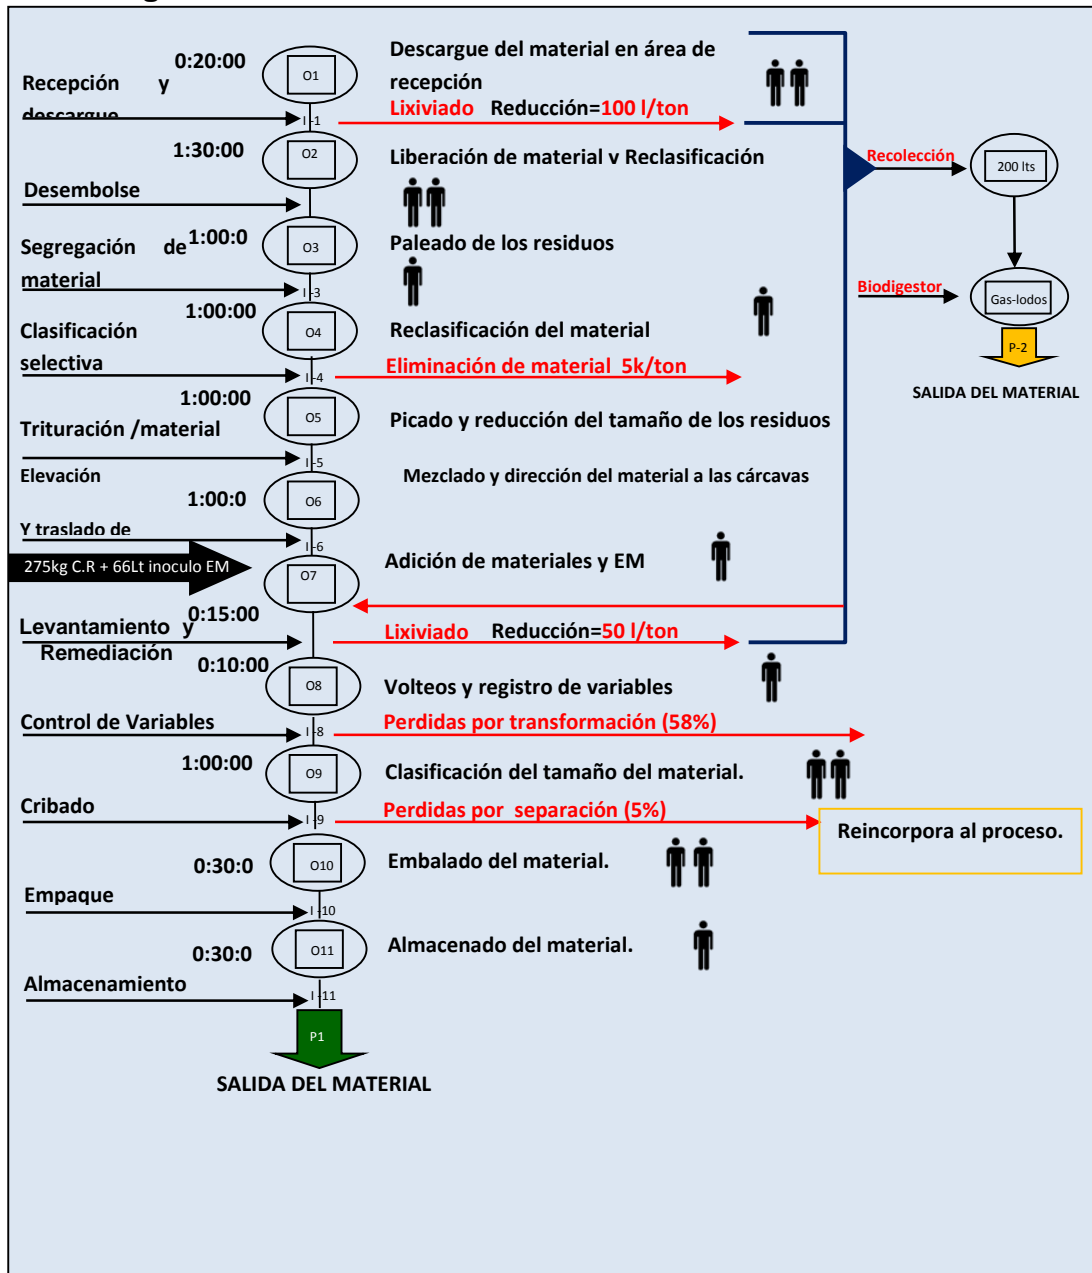 0:20:00
Recepción y
descargue
O1
Descargue del material en área de
recepción
Lixiviado Reducción=100 l/ton
I -1
1:30:00
O2
Liberación de material y Reclasificación
Recolección
200 lts
Desembolse
Segregación de 1:00:0
material
O3
Paleado de los residuos
I -3
Biodigestor
Gas-lodos
1:00:00
Clasificación
selectiva
O4
Reclasificación del material
P-2
Eliminación de material 5k/ton
I -4
SALIDA DEL MATERIAL
1:00:00
Trituración /material
O5
Picado y reducción del tamaño de los residuos
I -5
Elevación
Mezclado y dirección del material a las cárcavas
1:00:0
O6
Y traslado de
I -6
275kg C.R + 66Lt inoculo EM
O7
Adición de materiales y EM
0:15:00
Levantamiento y
Remediación
Lixiviado Reducción=50 l/ton
0:10:00
O8
Volteos y registro de variables
Control de Variables
I -8
Perdidas por transformación (58%)
1:00:00
O9
Clasificación del tamaño del material.
Cribado
I -9
Perdidas por separación (5%)
Reincorpora al proceso.
0:30:0
O10
Embalado del material.
Empaque
I -10
0:30:0
O11
Almacenado del material.
Almacenamiento
I -11
P1
SALIDA DEL MATERIAL